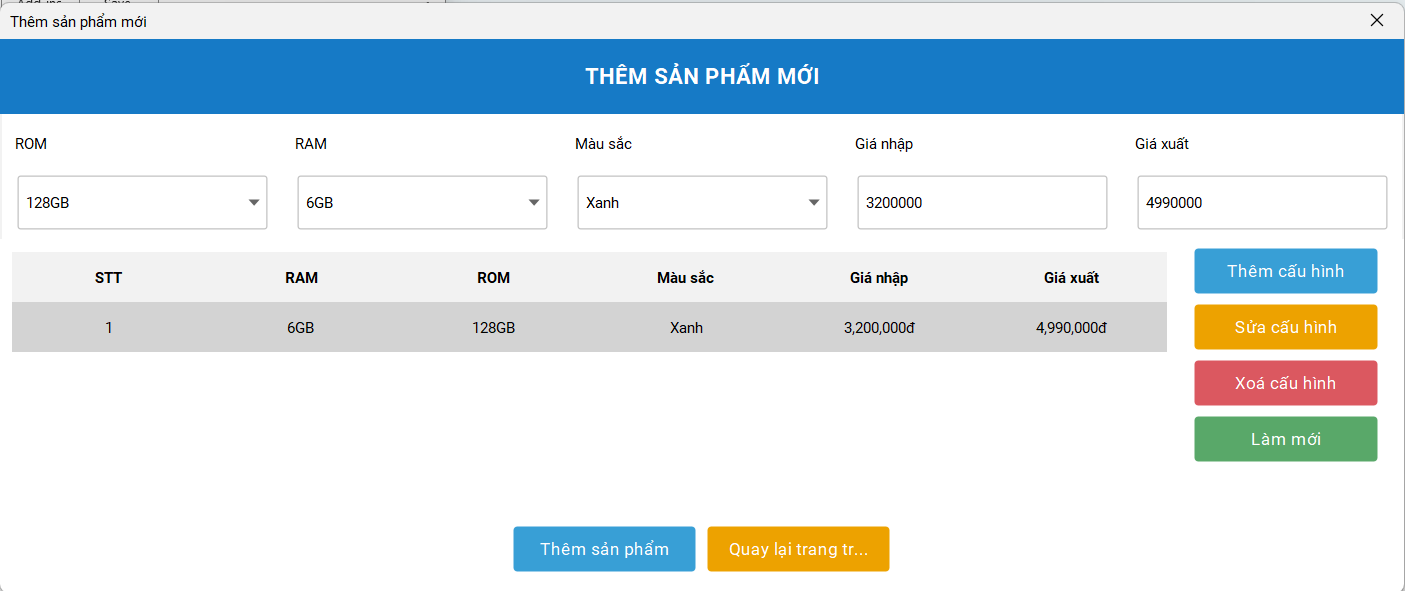 Thêm sản phẩm mới
THÊM SẢN PHẨM MỚI
ROM RAM Màu sắc Giá nhập Giá xuất
128GB 6GB Xanh 3200000 4990000
STT RAM ROM Màu sắc Giá nhập Giá xuất
1 6GB 128GB Xanh 3,200,000đ 4,990,000đ
Thêm cấu hình
Sửa cấu hình
Xoá cấu hình
Làm mới
Thêm sản phẩm Quay lại trang tr...